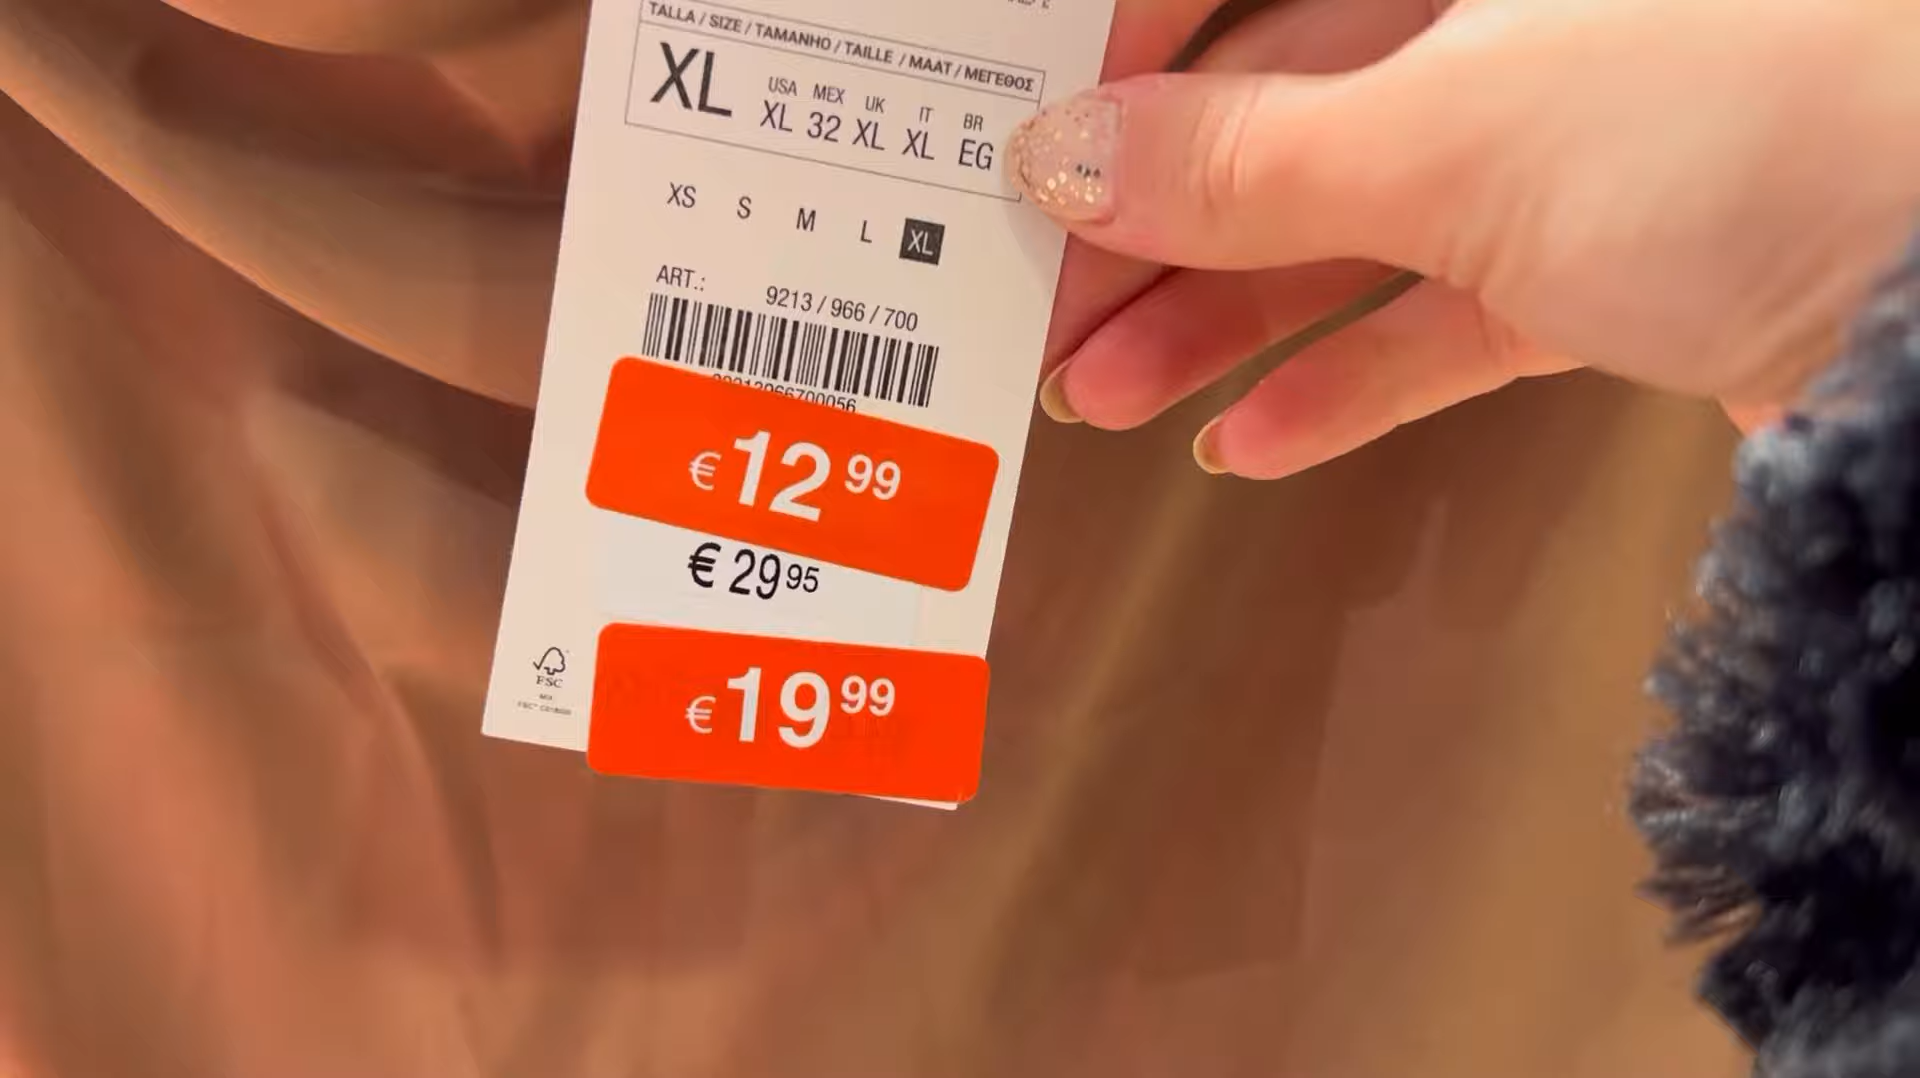 TALLA / SIZE / TAMANHO / TAILLE / MAAT / ΜΕΓΕΘΟΣ
XL
USA MEX UK IT BR
XL 32 XL XL EG
XS S M L XL
ART.:
9213 / 966 / 700
€ 12 99
€ 29 95
€ 19 99
FSC